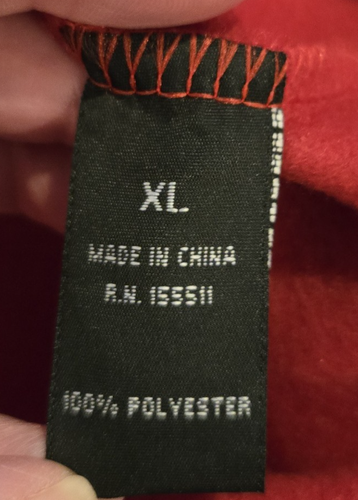 XL
MADE IN CHINA
R.N. 155511
100% POLYESTER